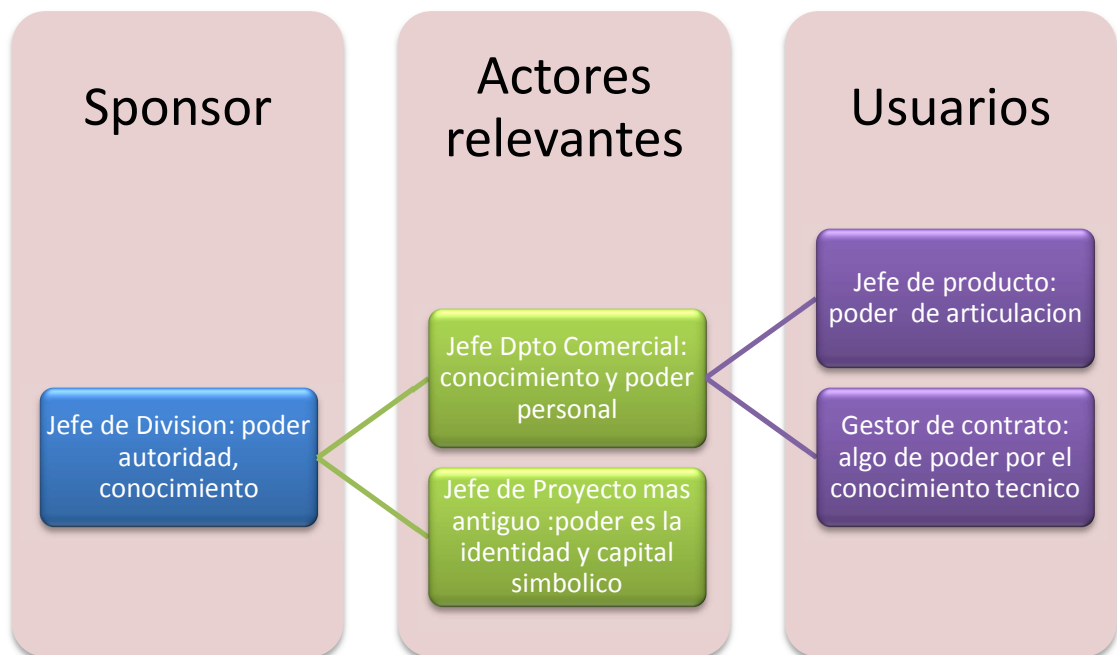 Sponsor
Actores
relevantes
Usuarios
Jefe de Division: poder
autoridad,
conocimiento
Jefe Dpto Comercial:
conocimiento y poder
personal
Jefe de Proyecto mas
antiguo :poder es la
identidad y capital
simbolico
Jefe de producto:
poder de articulacion
Gestor de contrato:
algo de poder por el
conocimiento tecnico